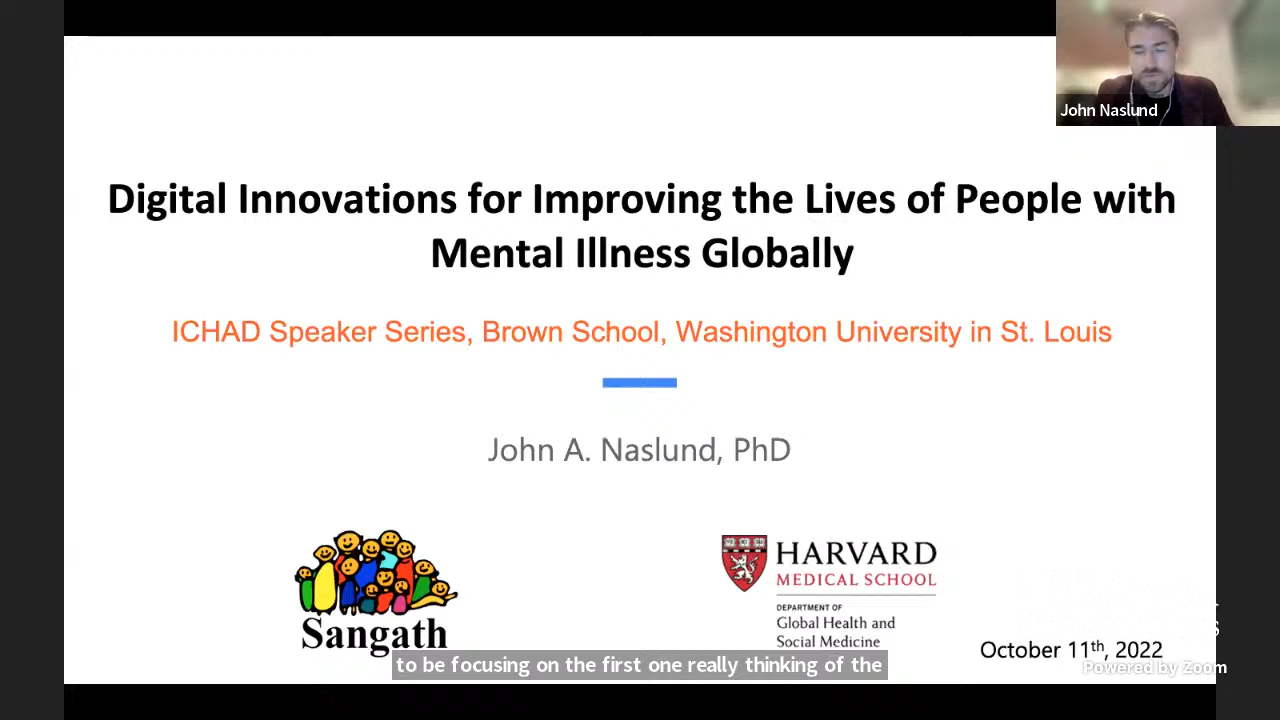 John Naslund
Digital Innovations for Improving the Lives of People with
Mental Illness Globally
ICHAD Speaker Series, Brown School, Washington University in St. Louis
John A. Naslund, PhD
Sangath
HARVARD
MEDICAL SCHOOL
DEPARTMENT OF
Global Health and
Social Medicine
October 11th, 2022
to be focusing on the first one really thinking of the
Powered by Zoom